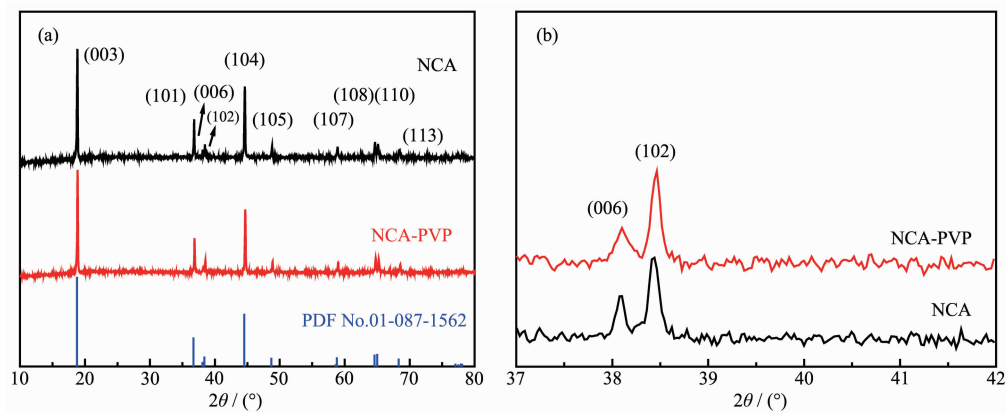 (a)
NCA
(003)
(104)
(101)
(006)
(102)
(105)
(107)
(108)(110)
(113)
NCA-PVP
PDF No.01-087-1562
10 20 30 40 50 60 70 80
2θ / (°)
(b)
(102)
(006)
NCA-PVP
NCA
37 38 39 40 41 42
2θ / (°)